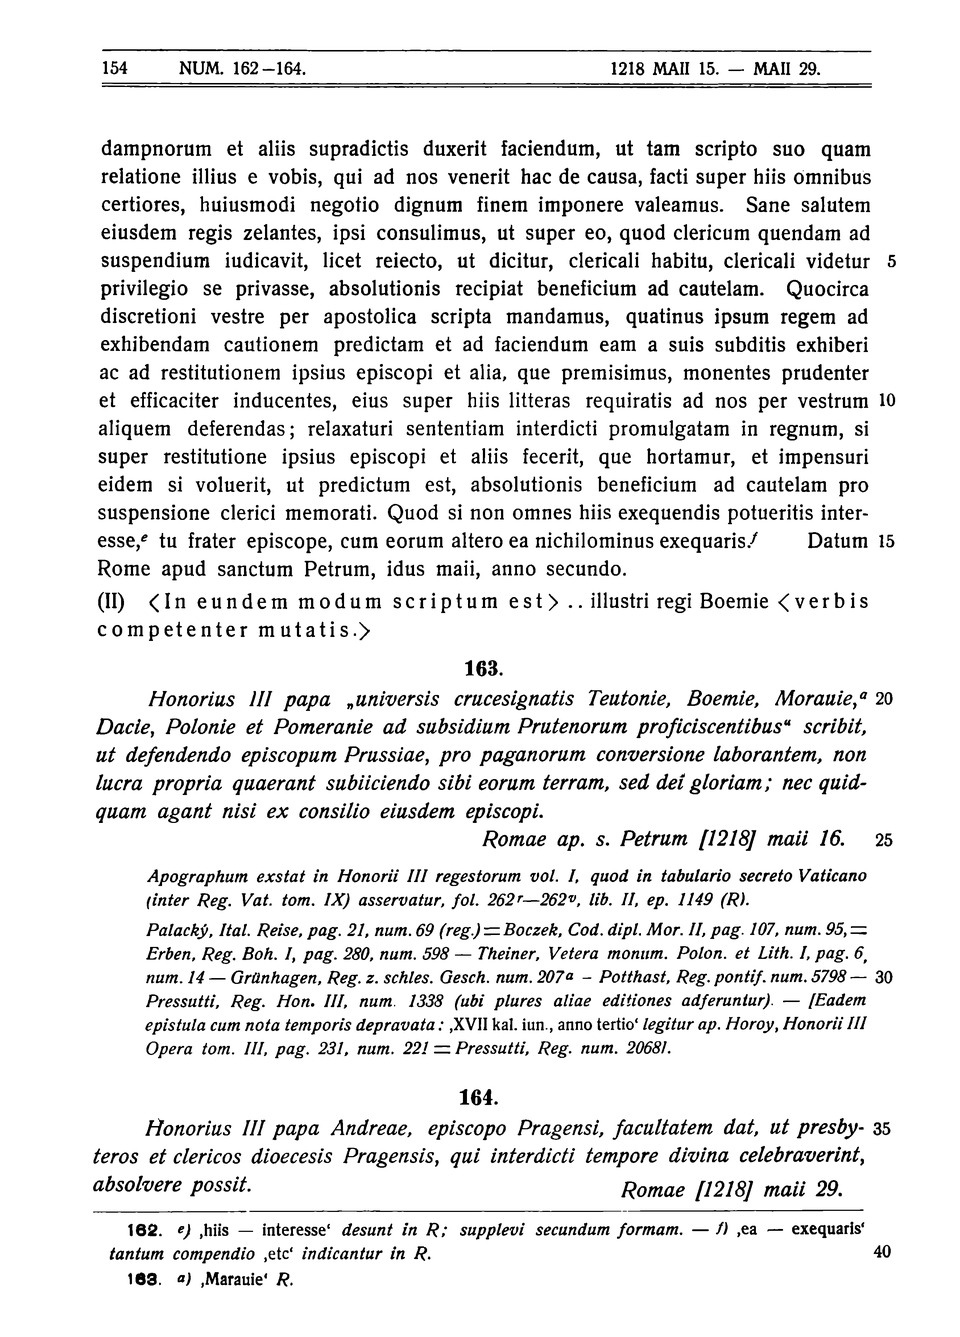 154 NUM. 162–164. 1218 MAII 15. — MAII 29.
dampnorum et aliis supradictis duxerit faciendum, ut tam scripto suo quam
relatione illius e vobis, qui ad nos venerit hac de causa, facti super hiis omnibus
certiores, huiusmodi negotio dignum finem imponere valeamus. Sane salutem
eiusdem regis zelantes, ipsi consulimus, ut super eo, quod clericum quendam ad
suspendium iudicavit, licet reiecto, ut dicitur, clericali habitu, clericali videtur 5
privilegio se privasse, absolutionis recipiat beneficium ad cautelam. Quocirca
discretioni vestre per apostolica scripta mandamus, quatinus ipsum regem ad
exhibendam cautionem predictam et ad faciendum eam a suis subditis exhiberi
ac ad restitutionem ipsius episcopi et alia, que premisimus, monentes prudenter
et efficaciter inducentes, eius super hiis litteras requiratis ad nos per vestrum 10
aliquem deferendas; relaxaturi sententiam interdicti promulgatam in regnum, si
super restitutione ipsius episcopi et aliis fecerit, que hortamur, et impensuri
eidem si voluerit, ut predictum est, absolutionis beneficium ad cautelam pro
suspensione clerici memorati. Quod si non omnes hiis exequendis potueritis inter-
esse,e tu frater episcope, cum eorum altero ea nichilominus exequaris.f Datum 15
Rome apud sanctum Petrum, idus maii, anno secundo.
(II) <In eundem modum scriptum est> .. illustri regi Boemie <verbis
competenter mutatis.>
163.
Honorius III papa „universis crucesignatis Teutonie, Boemie, Morauie,a 20
Dacie, Polonie et Pomeranie ad subsidium Prutenorum proficiscentibus“ scribit,
ut defendendo episcopum Prussiae, pro paganorum conversione laborantem, non
lucra propria quaerant subiiciendo sibi eorum terram, sed dei gloriam; nec quid-
quam agant nisi ex consilio eiusdem episcopi.
Romae ap. s. Petrum [1218] maii 16. 25
Apographum exstat in Honorii III regestorum vol. I, quod in tabulario secreto Vaticano
(inter Reg. Vat. tom. IX) asservatur, fol. 262r—262v, lib. II, ep. 1149 (R).
Palacký, Ital. Reise, pag. 21, num. 69 (reg.) = Boczek, Cod. dipl. Mor. II, pag. 107, num. 95, =
Erben, Reg. Boh. I, pag. 280, num. 598 — Theiner, Vetera monum. Polon. et Lith. I, pag. 6,
num. 14 — Grünhagen, Reg. z. schles. Gesch. num. 207a – Potthast, Reg. pontif. num. 5798 — 30
Pressutti, Reg. Hon. III, num. 1338 (ubi plures aliae editiones adferuntur). — [Eadem
epistula cum nota temporis depravata: ‚XVII kal. iun., anno tertio‘ legitur ap. Horoy, Honorii III
Opera tom. III, pag. 231, num. 221 = Pressutti, Reg. num. 2068].
164.
Honorius III papa Andreae, episcopo Pragensi, facultatem dat, ut presby- 35
teros et clericos dioecesis Pragensis, qui interdicti tempore divina celebraverint,
absolvere possit. Romae [1218] maii 29.
162. e) ‚hiis — interesse‘ desunt in R; supplevi secundum formam. — f) ‚ea — exequaris‘
tantum compendio ‚etc‘ indicantur in R. 40
163. a) ‚Marauie‘ R.